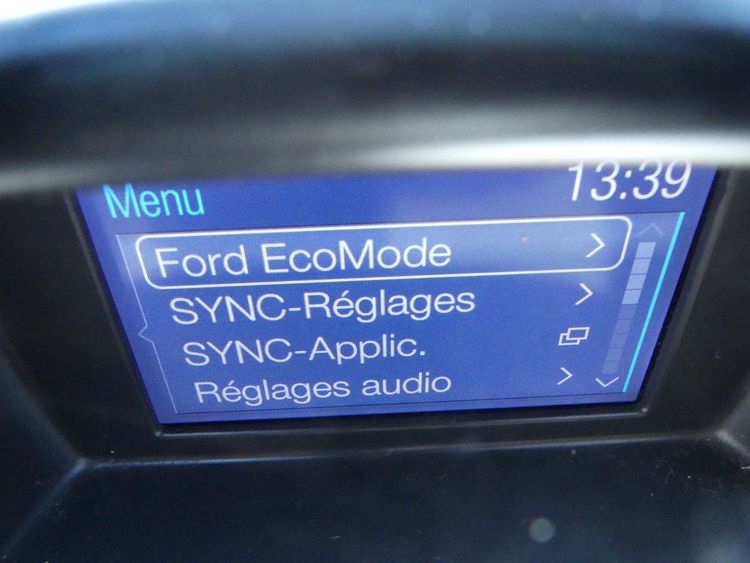 Menu 13:39
Ford EcoMode
SYNC-Réglages
SYNC-Applic.
Réglages audio